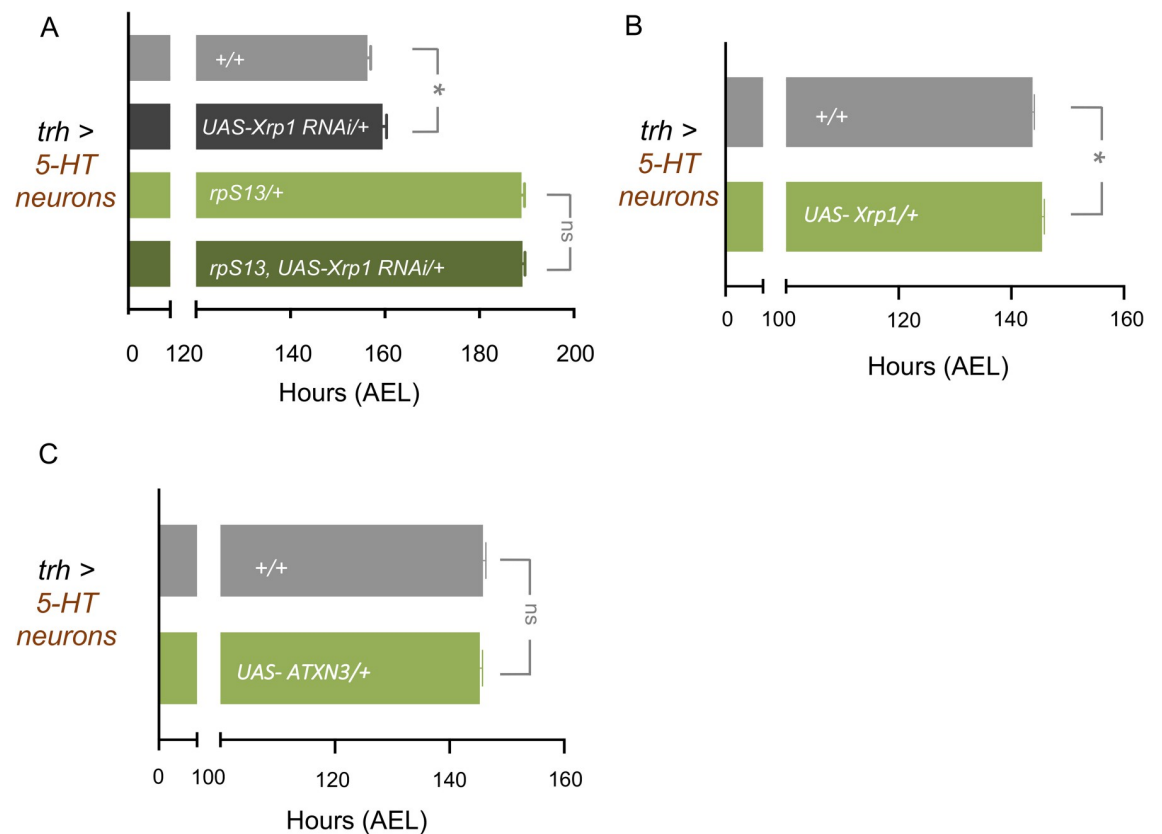 A
trh >
5-HT
neurons
+/+
UAS-Xrp1 RNAi/+
rpS13/+
rpS13, UAS-Xrp1 RNAi/+
*
ns
0 120 140 160 180 200
Hours (AEL)
B
trh >
5-HT
neurons
+/+
UAS- Xrp1/+
*
0 100 120 140 160
Hours (AEL)
C
trh >
5-HT
neurons
+/+
UAS- ATXN3/+
ns
0 100 120 140 160
Hours (AEL)